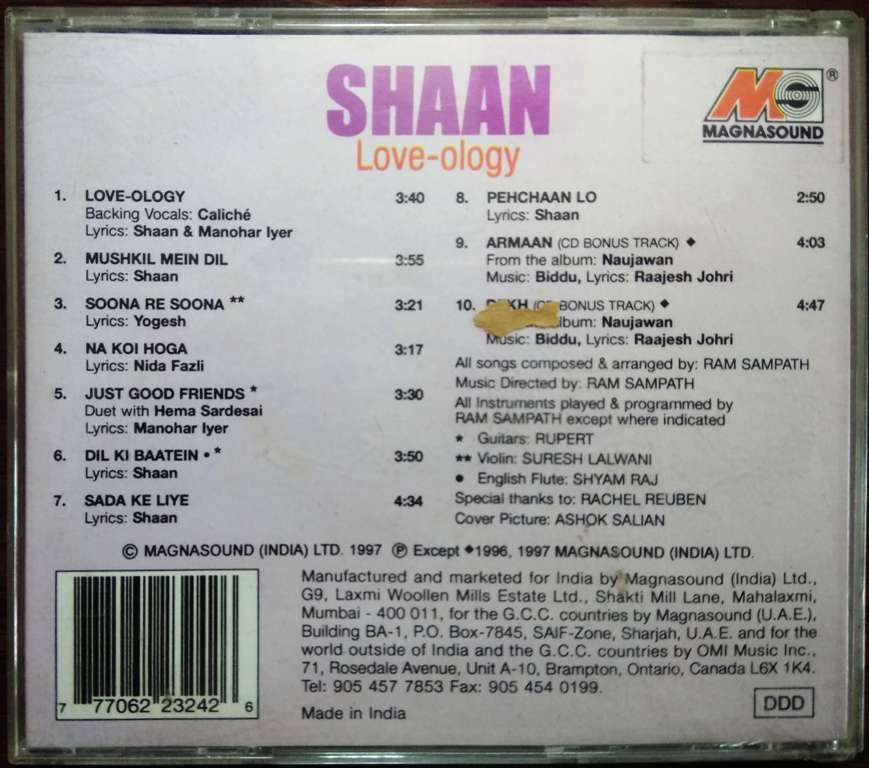 SHAAN
Love-ology
MAGNASOUND ®
1. LOVE-OLOGY 3:40
Backing Vocals: Caliché
Lyrics: Shaan & Manohar Iyer
2. MUSHKIL MEIN DIL 3:55
Lyrics: Shaan
3. SOONA RE SOONA ** 3:21
Lyrics: Yogesh
4. NA KOI HOGA 3:17
Lyrics: Nida Fazli
5. JUST GOOD FRIENDS * 3:30
Duet with Hema Sardesai
Lyrics: Manohar Iyer
6. DIL KI BAATEIN • * 3:50
Lyrics: Shaan
7. SADA KE LIYE 4:34
Lyrics: Shaan
8. PEHCHAAN LO 2:50
Lyrics: Shaan
9. ARMAAN (CD BONUS TRACK) ◆ 4:03
From the album: Naujawan
Music: Biddu, Lyrics: Raajesh Johri
10. BONUS TRACK) ◆ 4:47
album: Naujawan
Music: Biddu, Lyrics: Raajesh Johri
All songs composed & arranged by: RAM SAMPATH
Music Directed by: RAM SAMPATH
All Instruments played & programmed by
RAM SAMPATH except where indicated
* Guitars: RUPERT
** Violin: SURESH LALWANI
• English Flute: SHYAM RAJ
Special thanks to: RACHEL REUBEN
Cover Picture: ASHOK SALIAN
© MAGNASOUND (INDIA) LTD. 1997 ℗ Except ◆1996, 1997 MAGNASOUND (INDIA) LTD.
Manufactured and marketed for India by Magnasound (India) Ltd.,
G9, Laxmi Woollen Mills Estate Ltd., Shakti Mill Lane, Mahalaxmi,
Mumbai - 400 011, for the G.C.C. countries by Magnasound (U.A.E.),
Building BA-1, P.O. Box-7845, SAIF-Zone, Sharjah, U.A.E. and for the
world outside of India and the G.C.C. countries by OMI Music Inc.,
71, Rosedale Avenue, Unit A-10, Brampton, Ontario, Canada L6X 1K4.
Tel: 905 457 7853 Fax: 905 454 0199.
Made in India
DDD
7 77062 23242 6